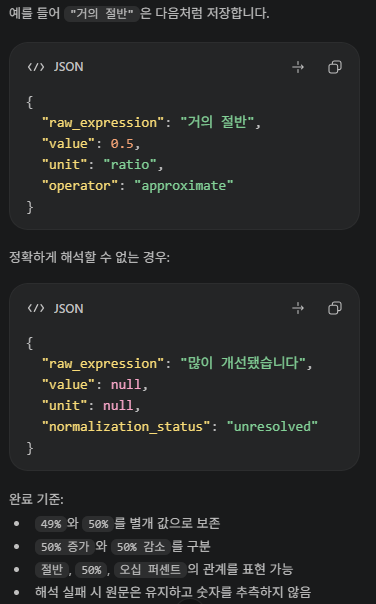 예를 들어 "거의 절반"은 다음처럼 저장합니다.
</> JSON
{
"raw_expression": "거의 절반",
"value": 0.5,
"unit": "ratio",
"operator": "approximate"
}
정확하게 해석할 수 없는 경우:
</> JSON
{
"raw_expression": "많이 개선됐습니다",
"value": null,
"unit": null,
"normalization_status": "unresolved"
}
완료 기준:
• 49%와 50%를 별개 값으로 보존
• 50% 증가와 50% 감소를 구분
• 절반, 50%, 오십 퍼센트의 관계를 표현 가능
• 해석 실패 시 원문은 유지하고 숫자를 추측하지 않음